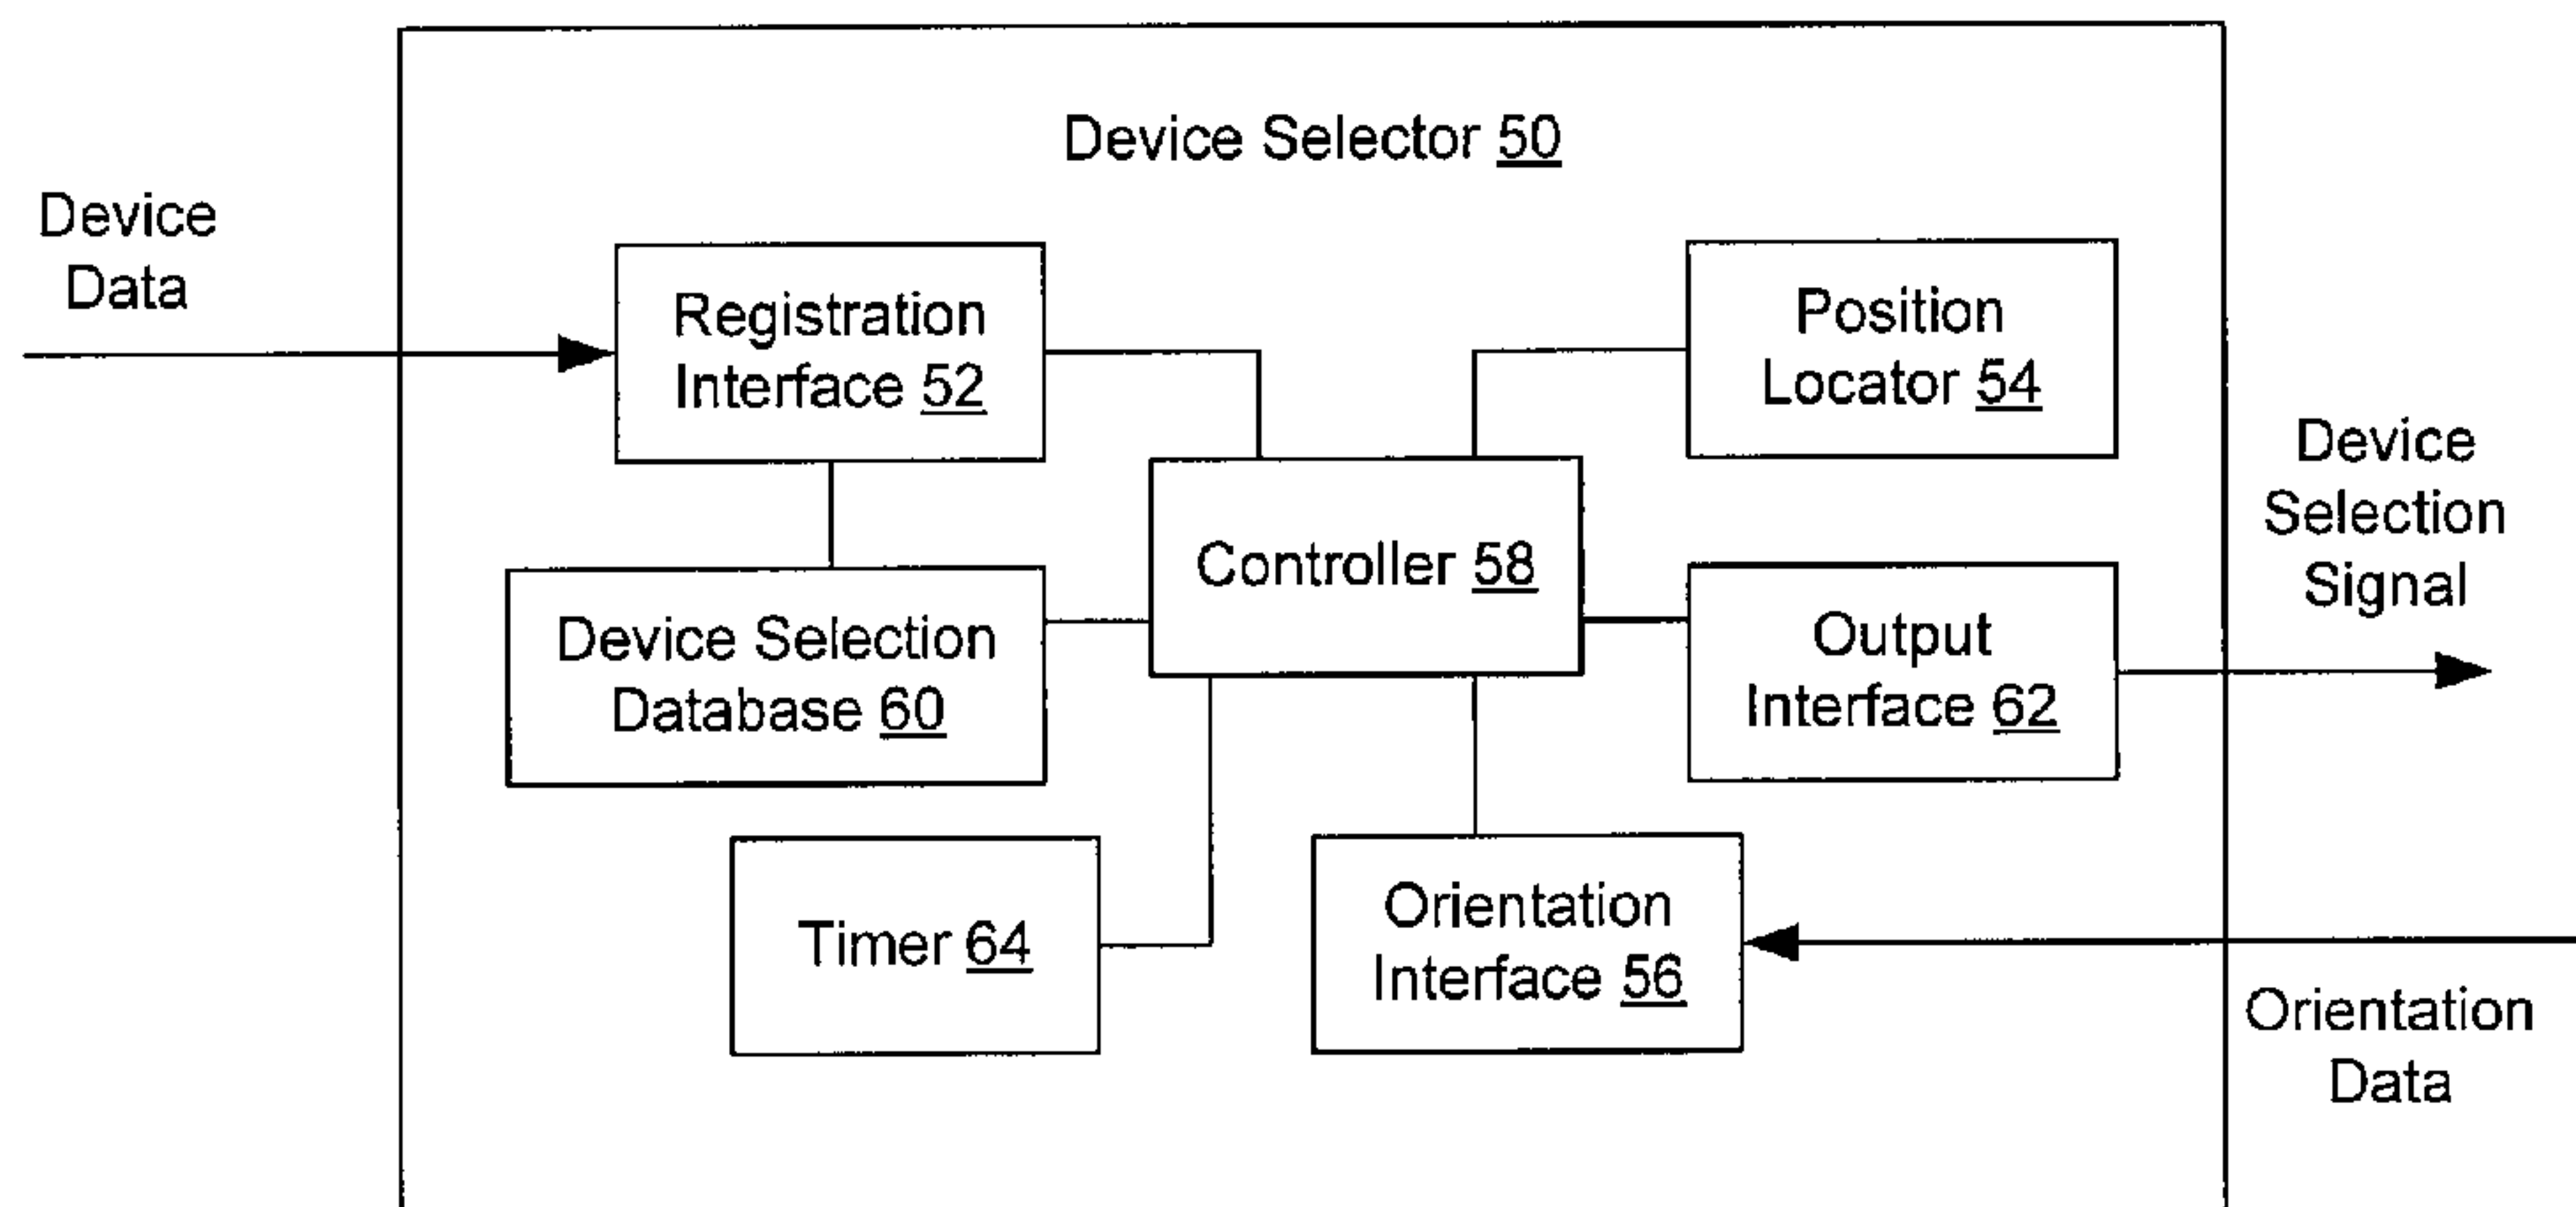 Device Selector 50
Device
Data
Registration
Interface 52
Position
Locator 54
Device
Selection
Signal
Controller 58
Device Selection
Database 60
Output
Interface 62
Timer 64
Orientation
Interface 56
Orientation
Data